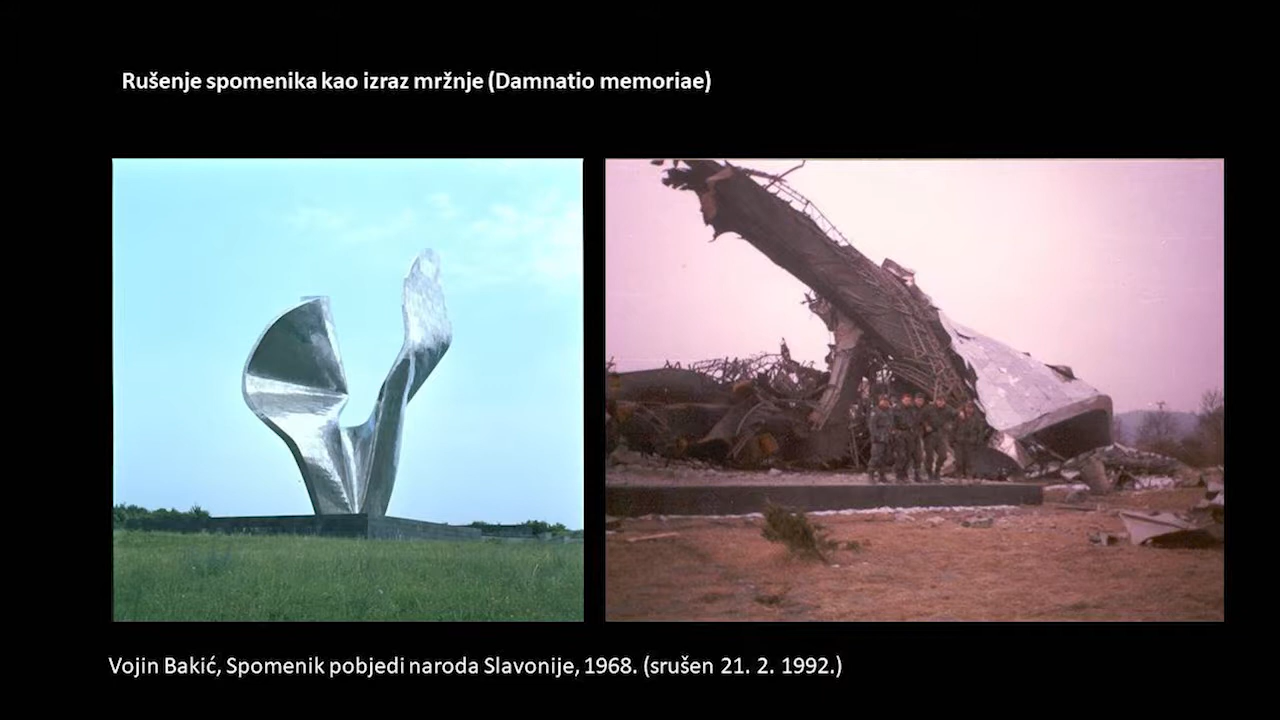 Rušenje spomenika kao izraz mržnje (Damnatio memoriae)
Vojin Bakić, Spomenik pobjedi naroda Slavonije, 1968. (srušen 21. 2. 1992.)